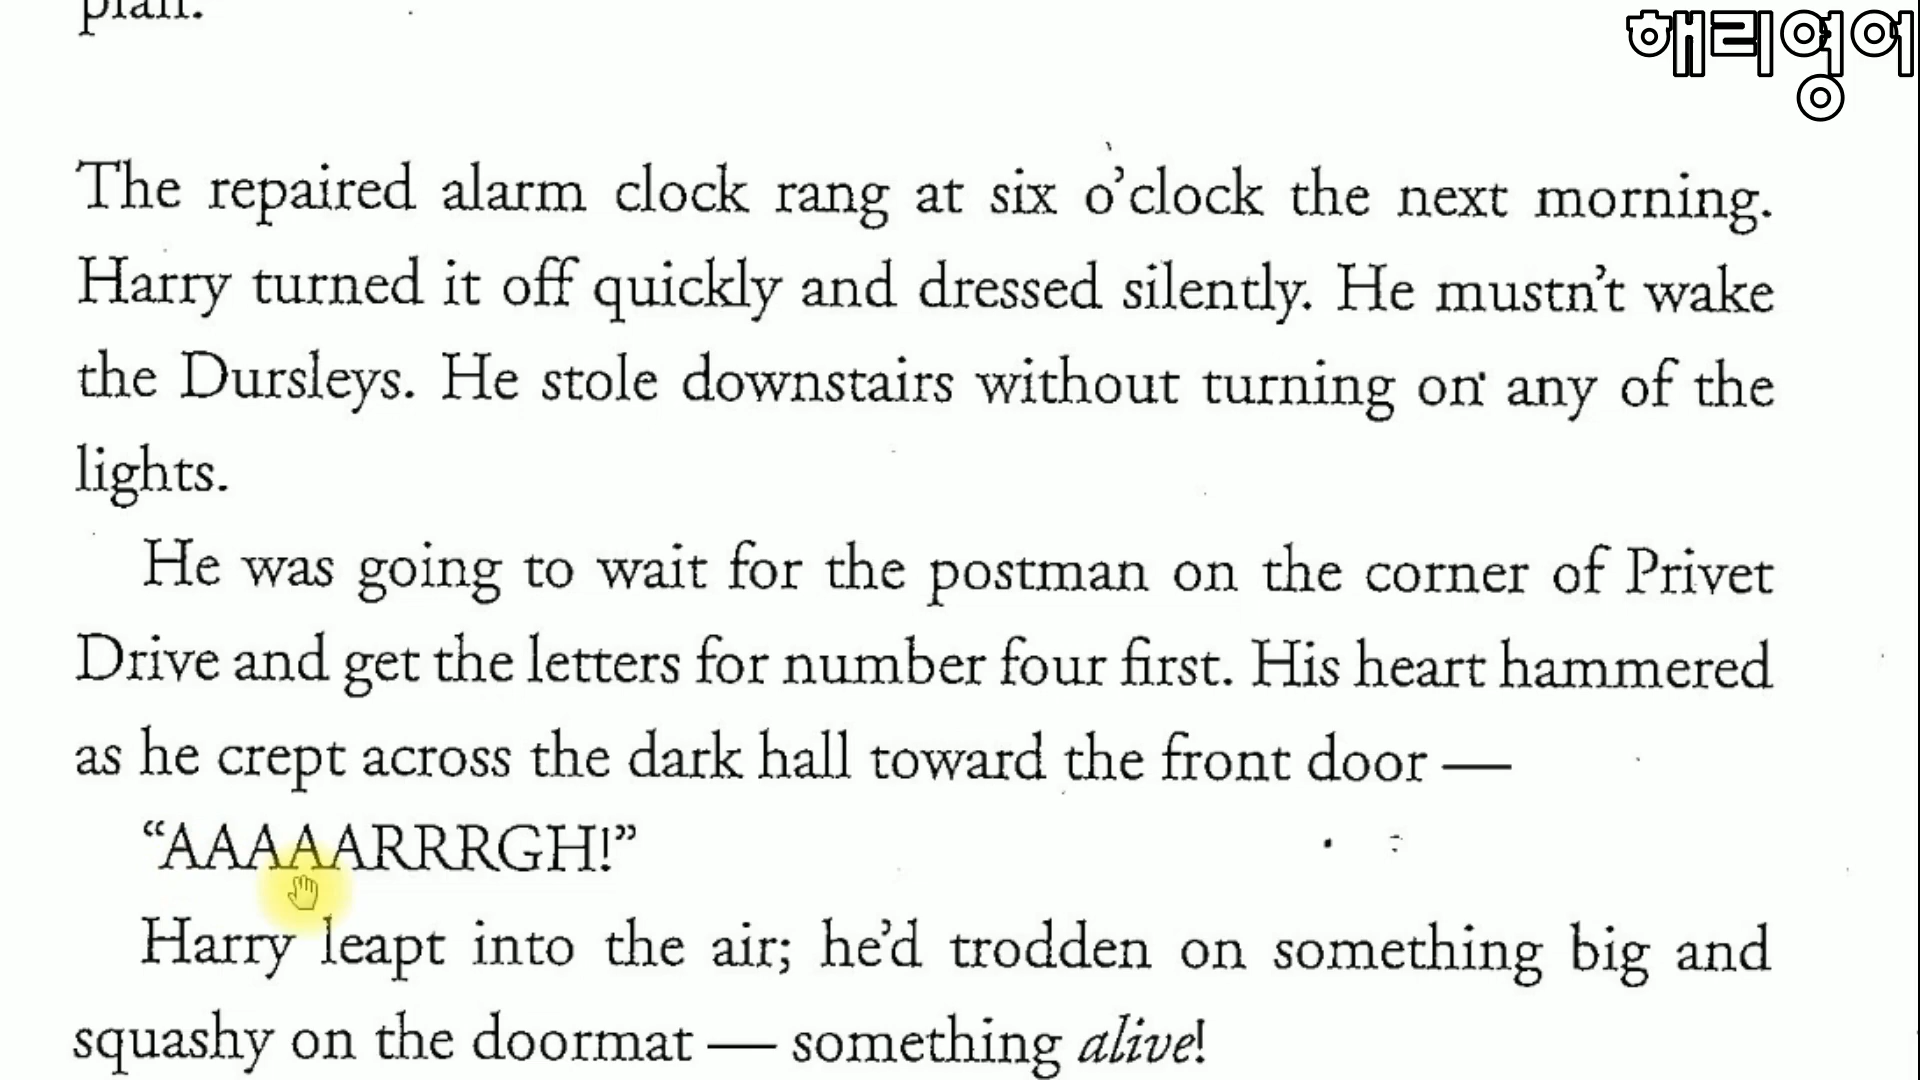 plan.
해리영어
The repaired alarm clock rang at six o’clock the next morning.
Harry turned it off quickly and dressed silently. He mustn’t wake
the Dursleys. He stole downstairs without turning on any of the
lights.
He was going to wait for the postman on the corner of Privet
Drive and get the letters for number four first. His heart hammered
as he crept across the dark hall toward the front door —
“AAAAARRRGH!”
Harry leapt into the air; he’d trodden on something big and
squashy on the doormat — something alive!